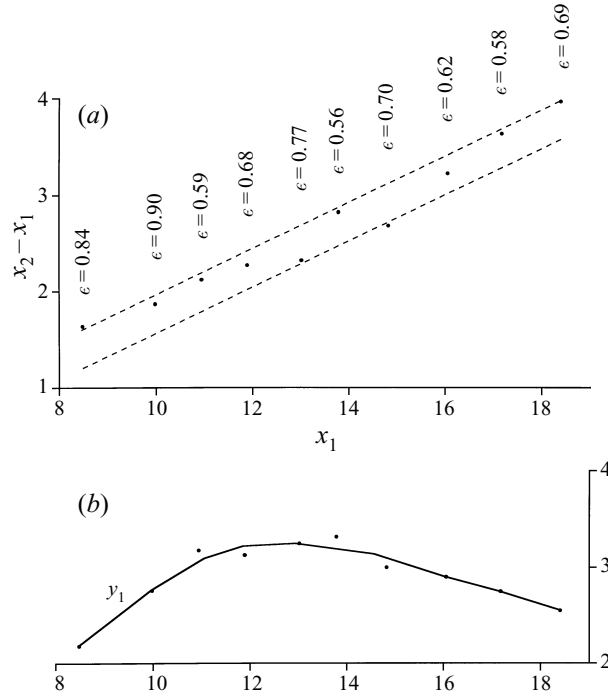 (a)
ϵ = 0.84
ϵ = 0.90
ϵ = 0.59
ϵ = 0.68
ϵ = 0.77
ϵ = 0.56
ϵ = 0.70
ϵ = 0.62
ϵ = 0.58
ϵ = 0.69
4
3
2
1
x₂ – x₁
8 10 12 14 16 18
x₁
(b)
y₁
4
3
2
8 10 12 14 16 18